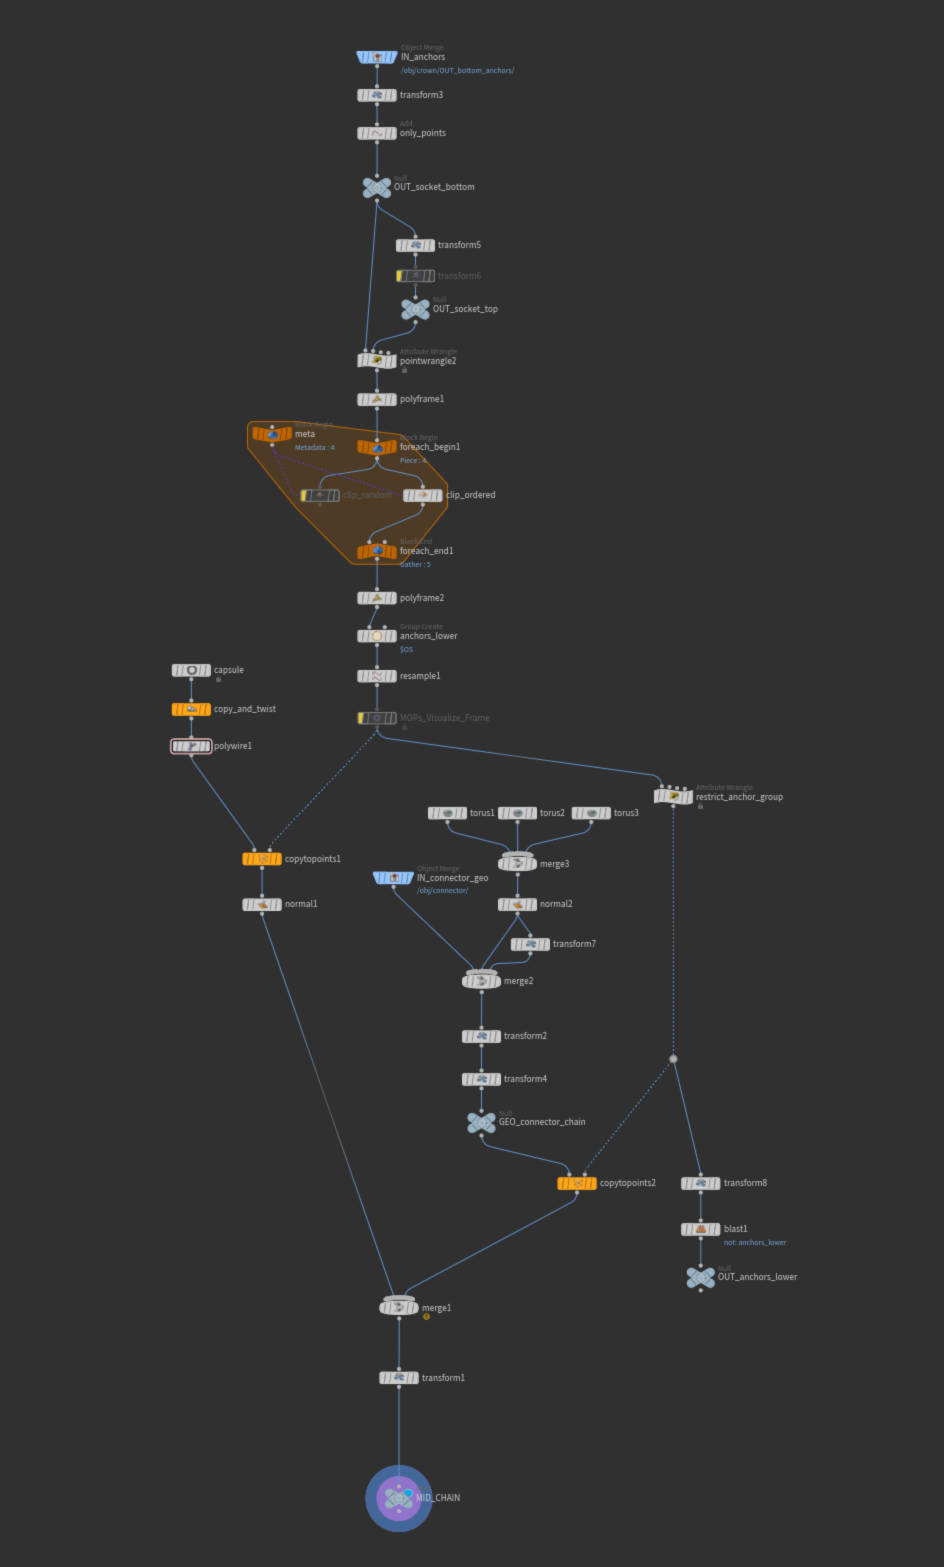 Object Merge
IN_anchors
/obj/crown/OUT_bottom_anchors/
transform3
Add
only_points
Null
OUT_socket_bottom
transform5
transform6
Null
OUT_socket_top
Attribute Wrangle
pointwrangle2
polyframe1
Block Begin
meta
Metadata : 4
Block Begin
foreach_begin1
Piece : 4
clip_random
clip_ordered
Block End
foreach_end1
Gather : 5
polyframe2
Group Create
anchors_lower
$OS
capsule
resample1
copy_and_twist
MOPs_Visualize_Frame
polywire1
Attribute Wrangle
restrict_anchor_group
torus1
torus2
torus3
copytopoints1
merge3
Object Merge
IN_connector_geo
/obj/connector/
normal1
normal2
transform7
merge2
transform2
transform4
Null
GEO_connector_chain
copytopoints2
transform8
blast1
not: anchors_lower
Null
OUT_anchors_lower
merge1
transform1
MID_CHAIN